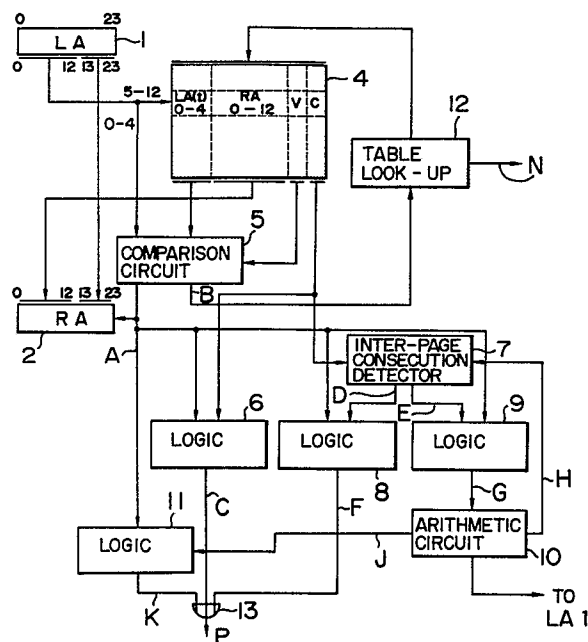 0 23
LA 1
0 12 13 23
5-12
0-4
LA(t) RA V C
0-4 0-12
4
12
TABLE
LOOK-UP
N
5
COMPARISON
CIRCUIT
B
0 12 13 23
RA
2
A
INTER-PAGE
CONSECUTION
DETECTOR
7
D
E
6
LOGIC
LOGIC
8
9
LOGIC
H
C
F
G
11
LOGIC
J
ARITHMETIC
CIRCUIT
10
K
13
P
TO
LA 1